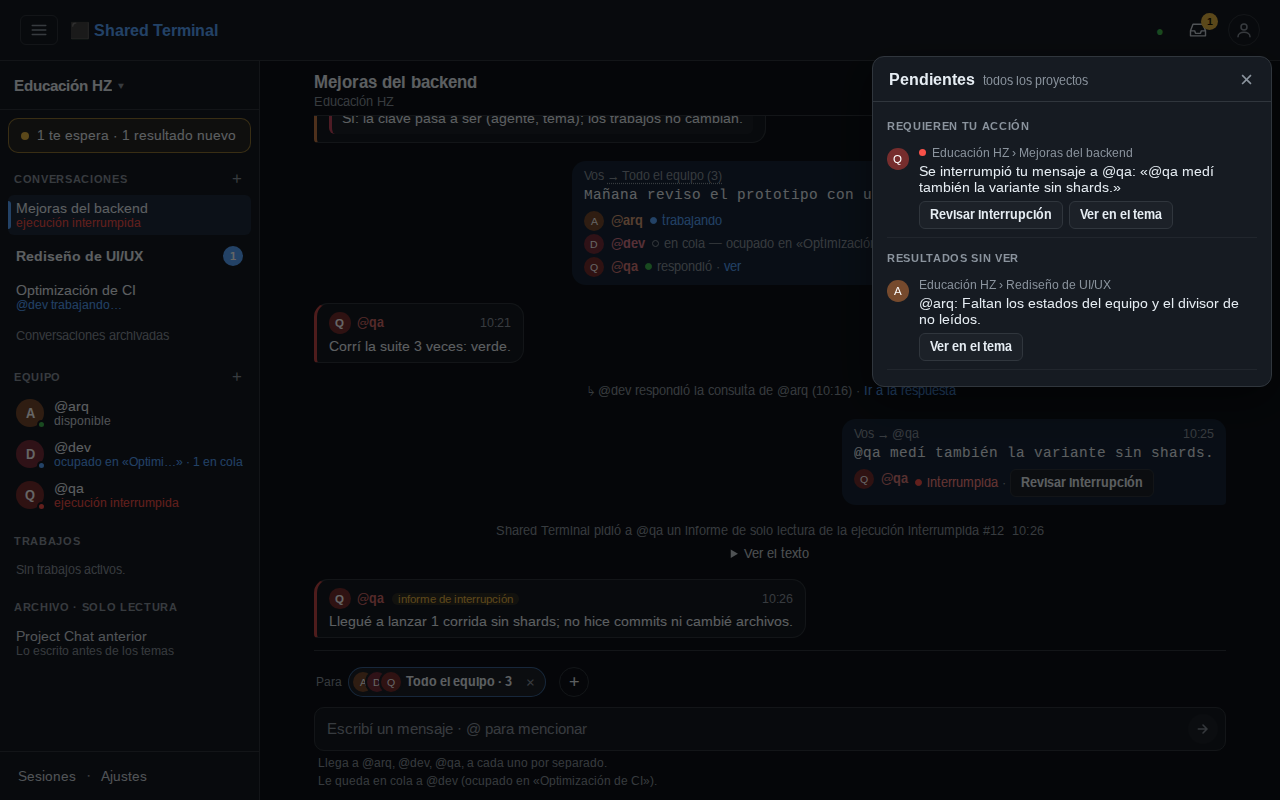 Shared Terminal
1
Educación HZ ▾
1 te espera · 1 resultado nuevo
CONVERSACIONES +
Mejoras del backend
ejecución interrumpida
Rediseño de UI/UX 1
Optimización de CI
@dev trabajando…
Conversaciones archivadas
EQUIPO +
A @arq
disponible
D @dev
ocupado en «Optimi…» · 1 en cola
Q @qa
ejecución interrumpida
TRABAJOS
Sin trabajos activos.
ARCHIVO · SOLO LECTURA
Project Chat anterior
Lo escrito antes de los temas
Sesiones · Ajustes
Mejoras del backend
Educación HZ
Sí: la clave pasa a ser (agente, tema); los trabajos no cambian.
Vos → Todo el equipo (3)
Mañana reviso el prototipo con u
A @arq trabajando
D @dev en cola — ocupado en «Optimización
Q @qa respondió · ver
Q @qa 10:21
Corrí la suite 3 veces: verde.
↳ @dev respondió la consulta de @arq (10:16) · Ir a la respuesta
Vos → @qa 10:25
@qa medí también la variante sin shards.
Q @qa interrumpida · Revisar interrupción
Shared Terminal pidió a @qa un informe de solo lectura de la ejecución interrumpida #12 10:26
▶ Ver el texto
Q @qa informe de interrupción 10:26
Llegué a lanzar 1 corrida sin shards; no hice commits ni cambié archivos.
Para A D Q Todo el equipo · 3 × +
Escribí un mensaje · @ para mencionar
Llega a @arq, @dev, @qa, a cada uno por separado.
Le queda en cola a @dev (ocupado en «Optimización de CI»).
Pendientes todos los proyectos ✕
REQUIEREN TU ACCIÓN
Q Educación HZ › Mejoras del backend
Se interrumpió tu mensaje a @qa: «@qa medí
también la variante sin shards.»
Revisar interrupción Ver en el tema
RESULTADOS SIN VER
A Educación HZ › Rediseño de UI/UX
@arq: Faltan los estados del equipo y el divisor de
no leídos.
Ver en el tema